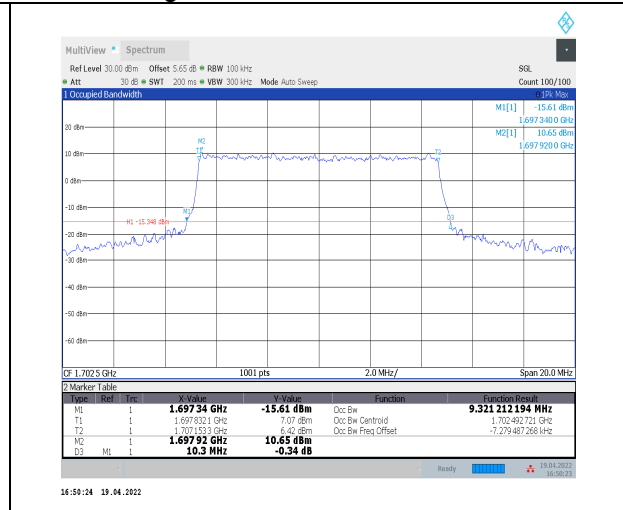 MultiView Spectrum
Ref Level 30.00 dBm Offset 5.65 dB RBW 100 kHz SGL
Att 30 dB SWT 200 ms VBW 300 kHz Mode Auto Sweep Count 100/100
1 Occupied Bandwidth 1Pk Max
M1[1] -15.61 dBm
1.697 340 0 GHz
M2[1] 10.65 dBm
1.697 920 0 GHz
20 dBm
M2
T1 T2
10 dBm
0 dBm
-10 dBm
M1
H1 -15.348 dBm
D3
-20 dBm
-30 dBm
-40 dBm
-50 dBm
-60 dBm
CF 1.702 5 GHz 1001 pts 2.0 MHz/ Span 20.0 MHz
2 Marker Table
Type Ref Trc X-Value Y-Value Function Function Result
M1 1 1.697 34 GHz -15.61 dBm Occ Bw 9.321 212 194 MHz
T1 1 1.697 832 1 GHz 7.07 dBm Occ Bw Centroid 1.702 492 721 GHz
T2 1 1.707 153 3 GHz 6.42 dBm Occ Bw Freq Offset -7.279 487 268 kHz
M2 1 1.697 92 GHz 10.65 dBm
D3 M1 1 10.3 MHz -0.34 dB
Ready 19.04.2022
16:50:23
16:50:24 19.04.2022